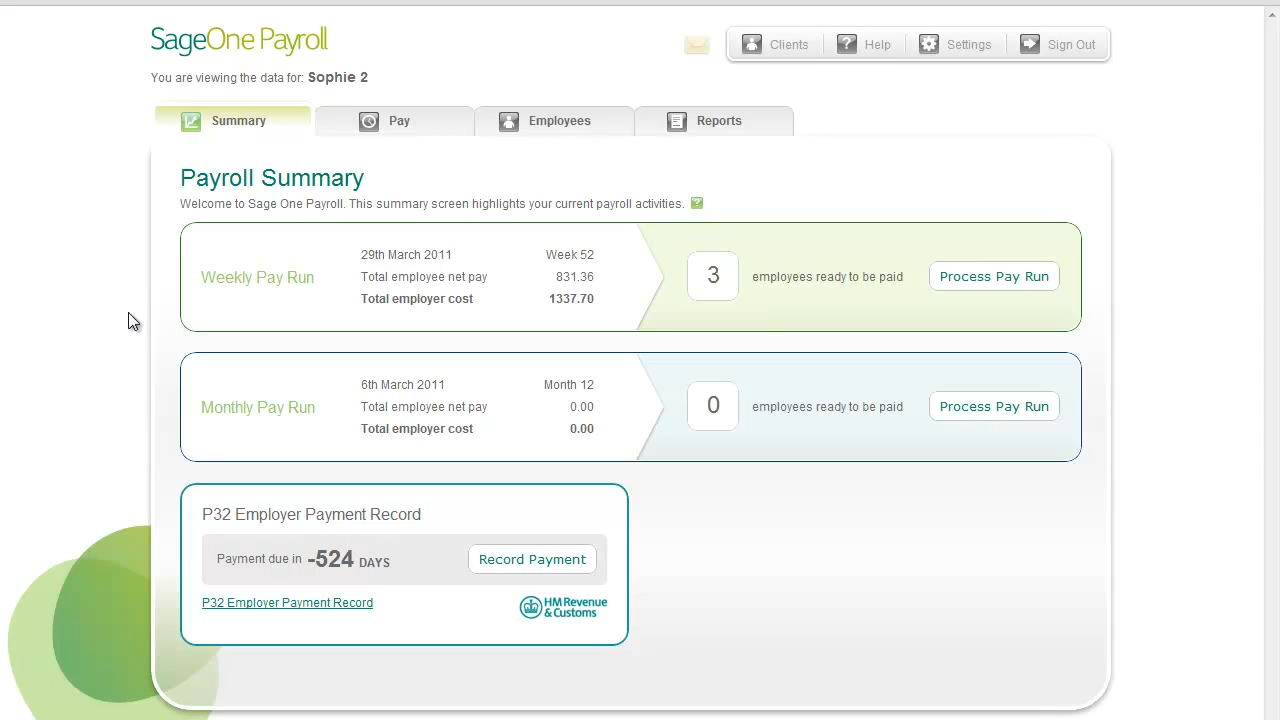 SageOne Payroll
Clients Help Settings Sign Out
You are viewing the data for: Sophie 2
Summary Pay Employees Reports
Payroll Summary
Welcome to Sage One Payroll. This summary screen highlights your current payroll activities. ?
Weekly Pay Run
29th March 2011 Week 52
Total employee net pay 831.36
Total employer cost 1337.70
3 employees ready to be paid Process Pay Run
Monthly Pay Run
6th March 2011 Month 12
Total employee net pay 0.00
Total employer cost 0.00
0 employees ready to be paid Process Pay Run
P32 Employer Payment Record
Payment due in -524 DAYS Record Payment
P32 Employer Payment Record
HM Revenue
& Customs